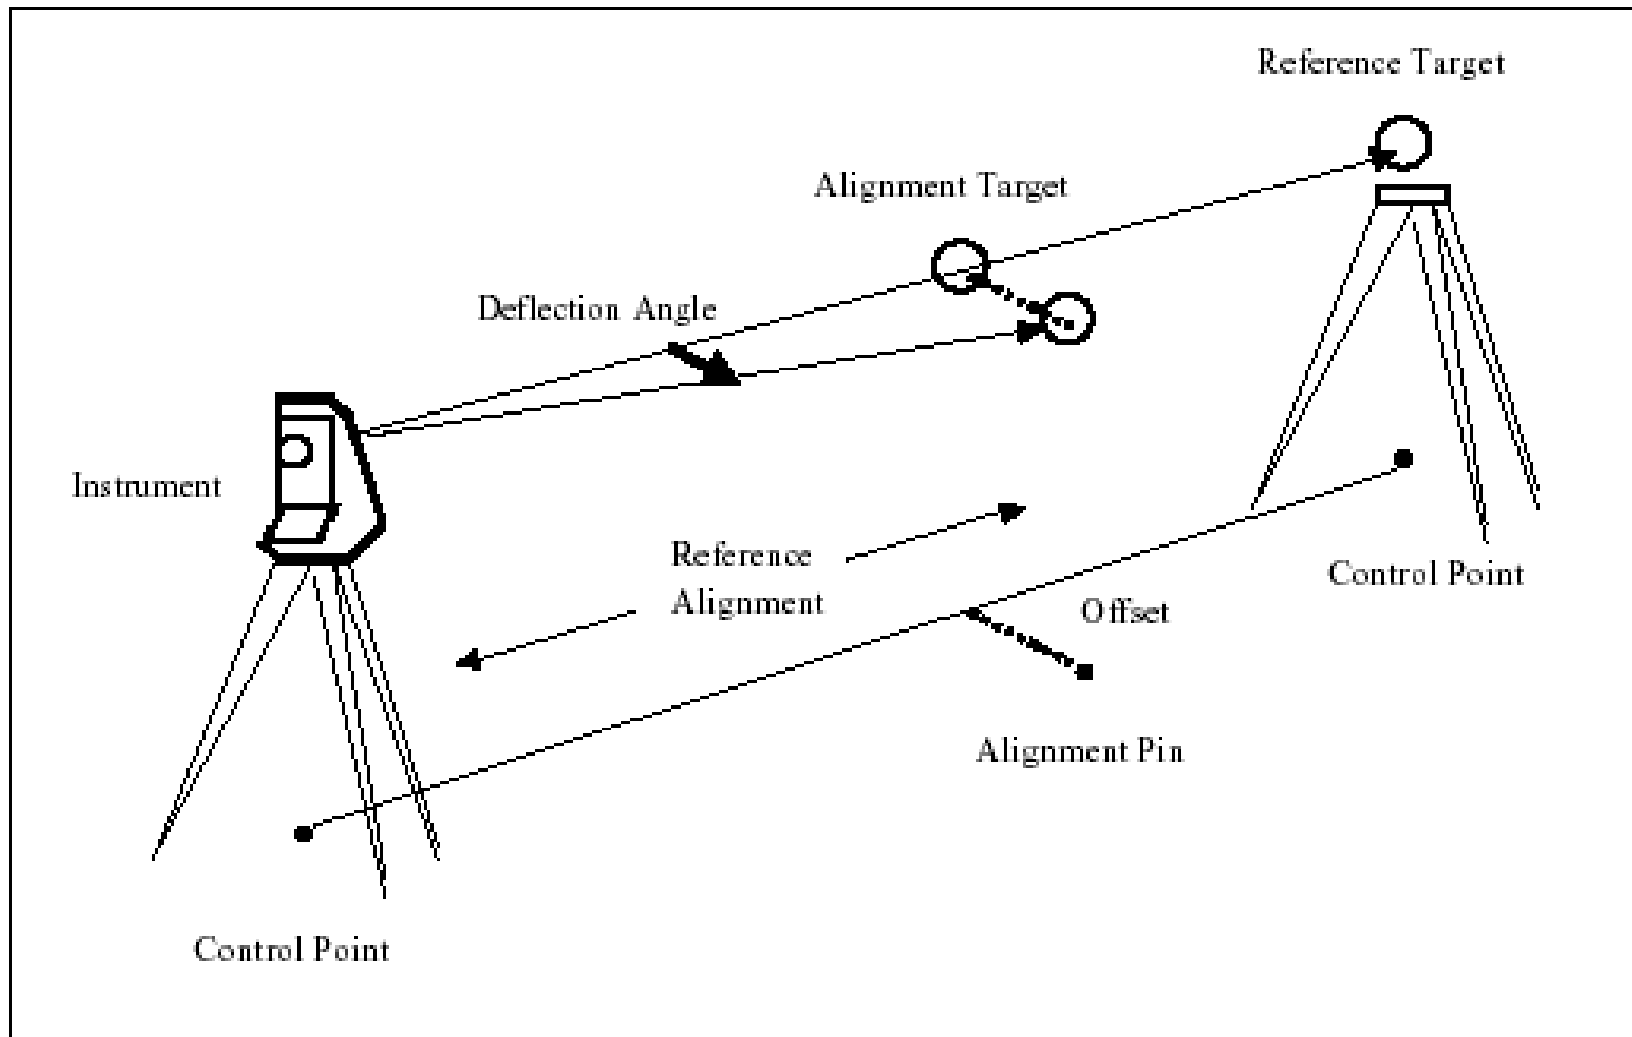 Reference Target
Alignment Target
Deflection Angle
Instrument
Reference
Alignment
Control Point
Offset
Alignment Pin
Control Point